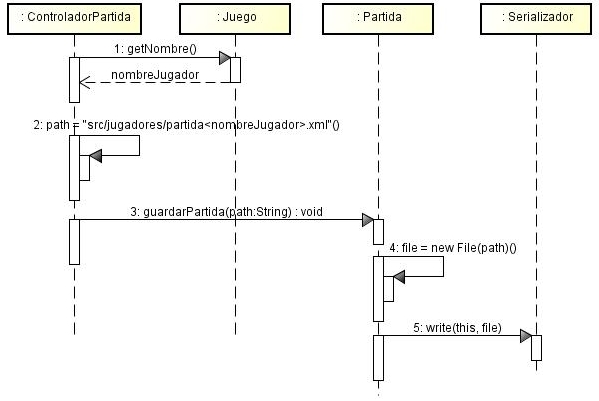 : ControladorPartida
: Juego
: Partida
: Serializador
1: getNombre()
nombreJugador
2: path = "src/jugadores/partida<nombreJugador>.xml"()
3: guardarPartida(path:String) : void
4: file = new File(path)()
5: write(this, file)